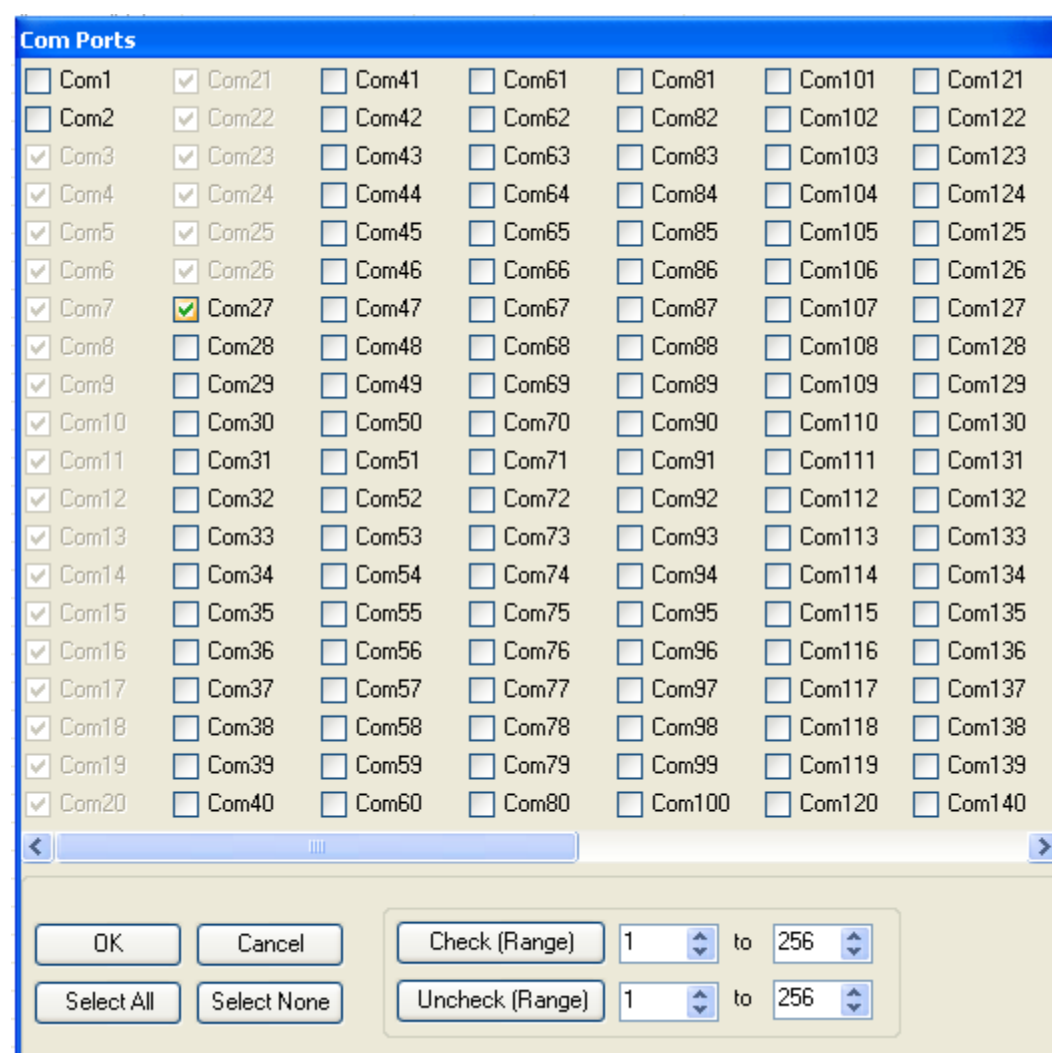 Com Ports
Com1 Com21 Com41 Com61 Com81 Com101 Com121
Com2 Com22 Com42 Com62 Com82 Com102 Com122
Com3 Com23 Com43 Com63 Com83 Com103 Com123
Com4 Com24 Com44 Com64 Com84 Com104 Com124
Com5 Com25 Com45 Com65 Com85 Com105 Com125
Com6 Com26 Com46 Com66 Com86 Com106 Com126
Com7 Com27 Com47 Com67 Com87 Com107 Com127
Com8 Com28 Com48 Com68 Com88 Com108 Com128
Com9 Com29 Com49 Com69 Com89 Com109 Com129
Com10 Com30 Com50 Com70 Com90 Com110 Com130
Com11 Com31 Com51 Com71 Com91 Com111 Com131
Com12 Com32 Com52 Com72 Com92 Com112 Com132
Com13 Com33 Com53 Com73 Com93 Com113 Com133
Com14 Com34 Com54 Com74 Com94 Com114 Com134
Com15 Com35 Com55 Com75 Com95 Com115 Com135
Com16 Com36 Com56 Com76 Com96 Com116 Com136
Com17 Com37 Com57 Com77 Com97 Com117 Com137
Com18 Com38 Com58 Com78 Com98 Com118 Com138
Com19 Com39 Com59 Com79 Com99 Com119 Com139
Com20 Com40 Com60 Com80 Com100 Com120 Com140
OK Cancel Check (Range) 1 to 256
Select All Select None Uncheck (Range) 1 to 256